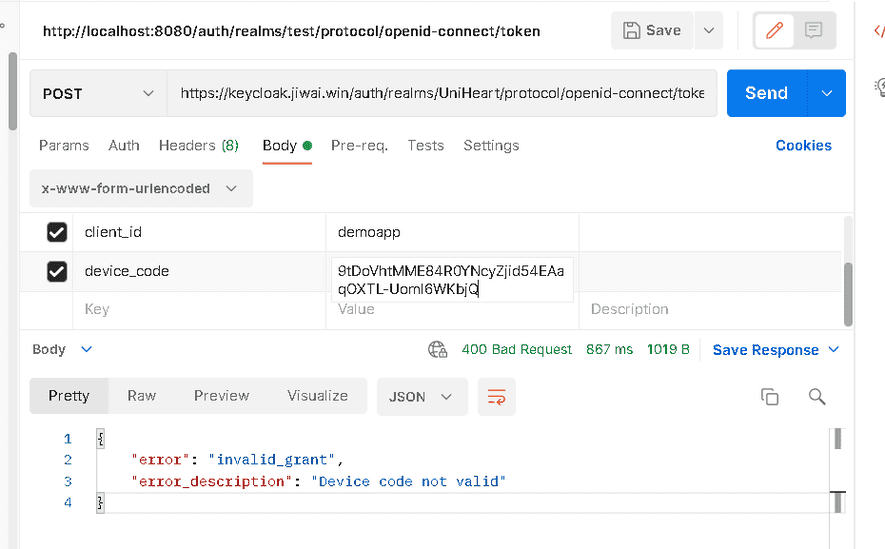 http://localhost:8080/auth/realms/test/protocol/openid-connect/token
Save
POST
https://keycloak.jiwai.win/auth/realms/UniHeart/protocol/openid-connect/toke
Send
Params Auth Headers (8) Body Pre-req. Tests Settings Cookies
x-www-form-urlencoded
client_id demoapp
device_code 9tDoVhtMME84R0YNcyZjid54EAa
qOXTL-UomI6WKbjQ
Key Value Description
Body 400 Bad Request 867 ms 1019 B Save Response
Pretty Raw Preview Visualize JSON
1 {
2 "error": "invalid_grant",
3 "error_description": "Device code not valid"
4 }